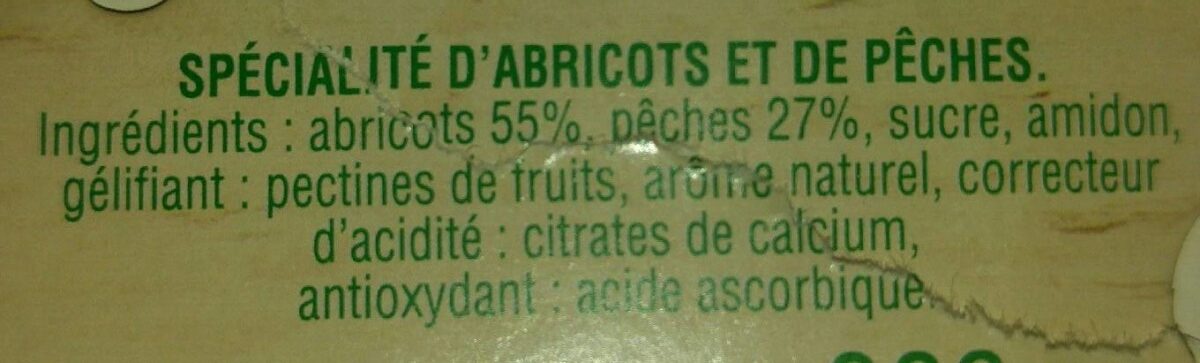 SPÉCIALITÉ D'ABRICOTS ET DE PÊCHES.
Ingrédients : abricots 55%, pêches 27%, sucre, amidon,
gélifiant : pectines de fruits, arôme naturel, correcteur
d'acidité : citrates de calcium,
antioxydant : acide ascorbique.